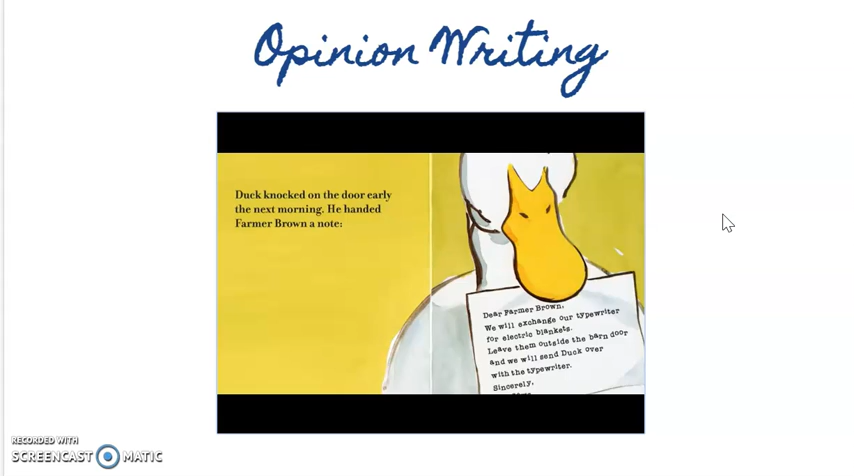 Opinion Writing
Duck knocked on the door early
the next morning. He handed
Farmer Brown a note:
Dear Farmer Brown,
We will exchange our typewriter
for electric blankets.
Leave them outside the barn door
and we will send Duck over
with the typewriter.
Sincerely,
RECORDED WITH
SCREENCAST MATIC